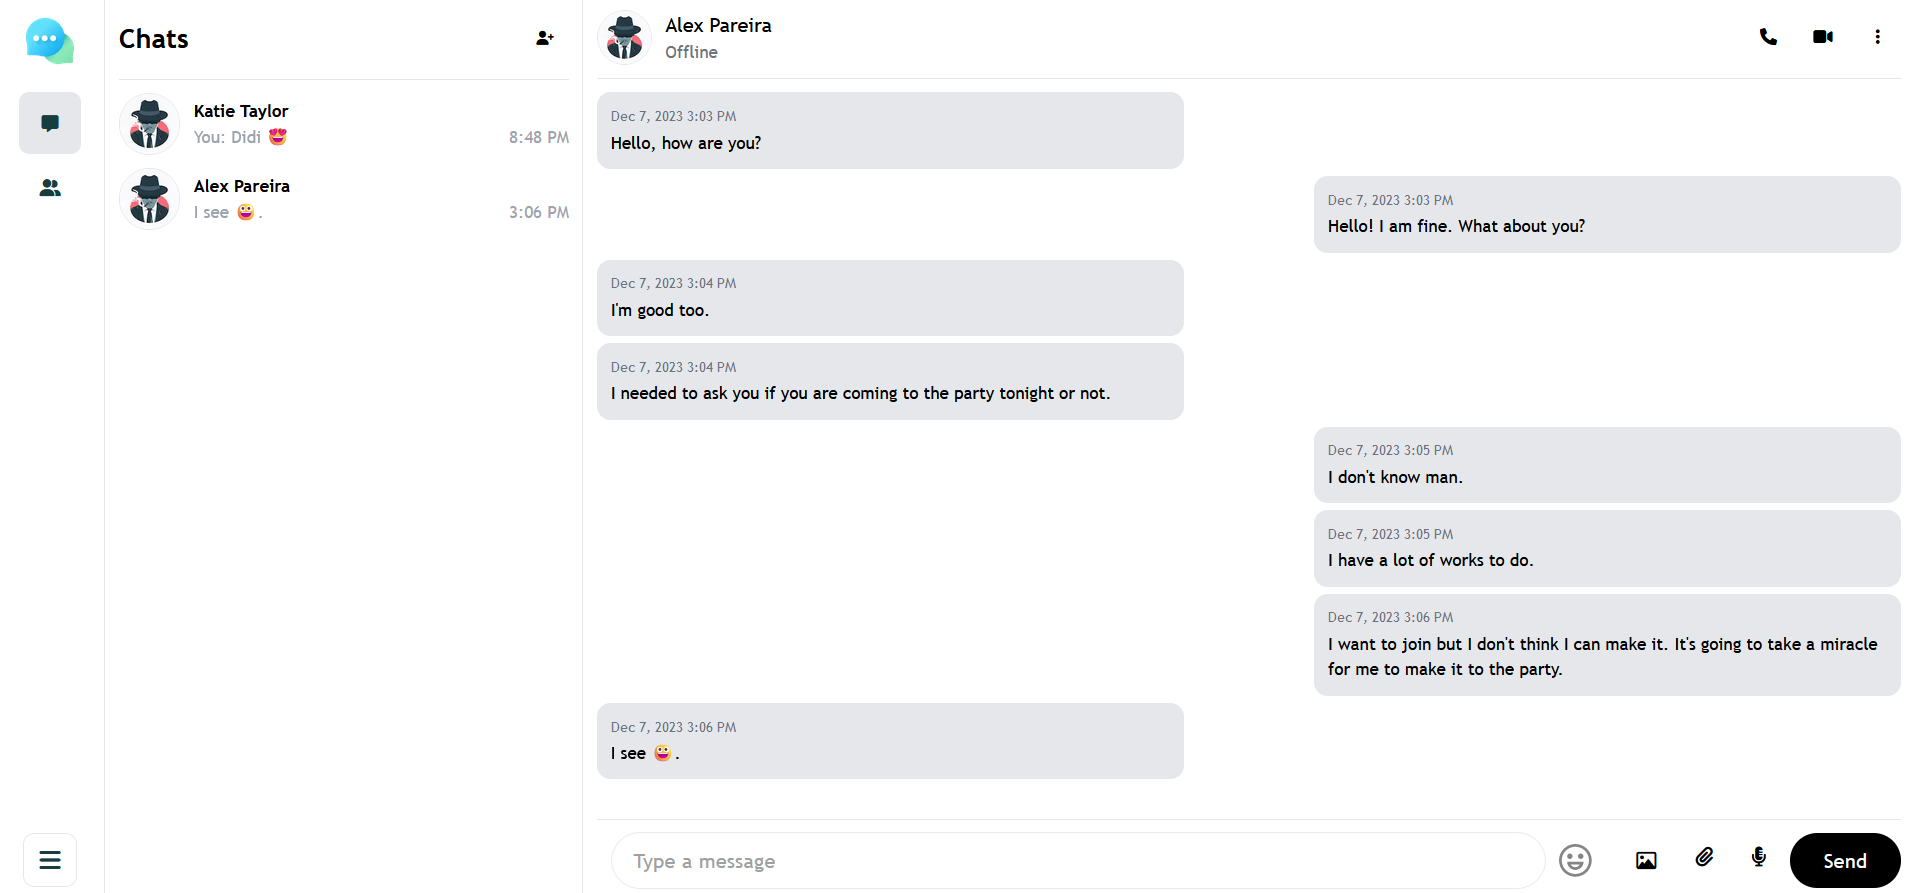 Chats
Katie Taylor
You: Didi 😍
8:48 PM
Alex Pareira
I see 😀 .
3:06 PM
Alex Pareira
Offline
Dec 7, 2023 3:03 PM
Hello, how are you?
Dec 7, 2023 3:03 PM
Hello! I am fine. What about you?
Dec 7, 2023 3:04 PM
I'm good too.
Dec 7, 2023 3:04 PM
I needed to ask you if you are coming to the party tonight or not.
Dec 7, 2023 3:05 PM
I don't know man.
Dec 7, 2023 3:05 PM
I have a lot of works to do.
Dec 7, 2023 3:06 PM
I want to join but I don't think I can make it. It's going to take a miracle
for me to make it to the party.
Dec 7, 2023 3:06 PM
I see 😀 .
Type a message
Send